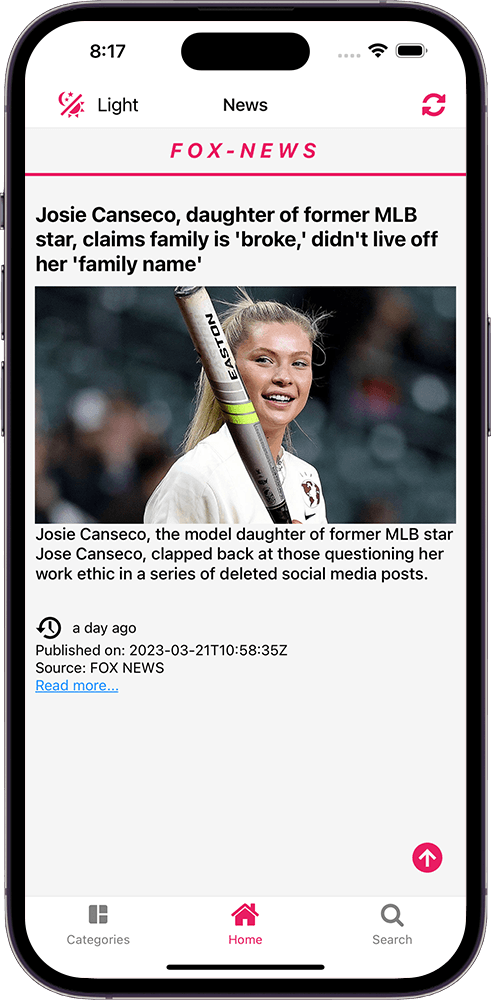 8:17
Light
News
FOX-NEWS
Josie Canseco, daughter of former MLB
star, claims family is 'broke,' didn't live off
her 'family name'
EASTON
Josie Canseco, the model daughter of former MLB star
Jose Canseco, clapped back at those questioning her
work ethic in a series of deleted social media posts.
a day ago
Published on: 2023-03-21T10:58:35Z
Source: FOX NEWS
Read more...
Categories
Home
Search